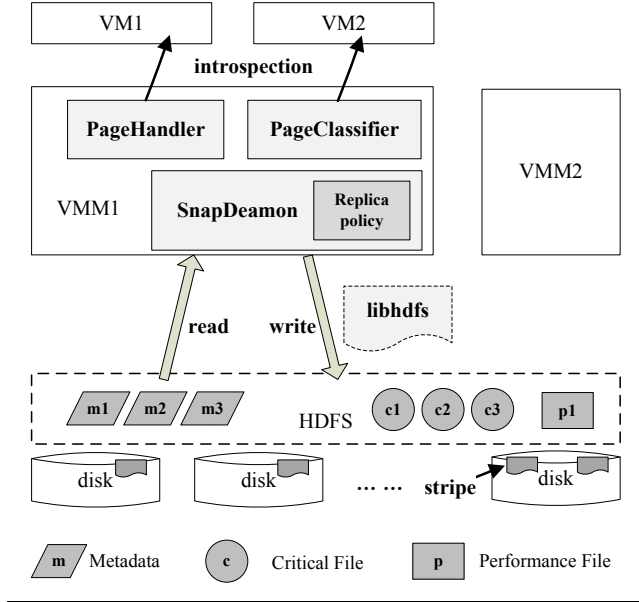 VM1
VM2
introspection
PageHandler
PageClassifier
VMM1
SnapDeamon
Replica
policy
VMM2
read
write
libhdfs
m1
m2
m3
HDFS
c1
c2
c3
p1
disk
disk
... ...
stripe
disk
m
Metadata
c
Critical File
p
Performance File